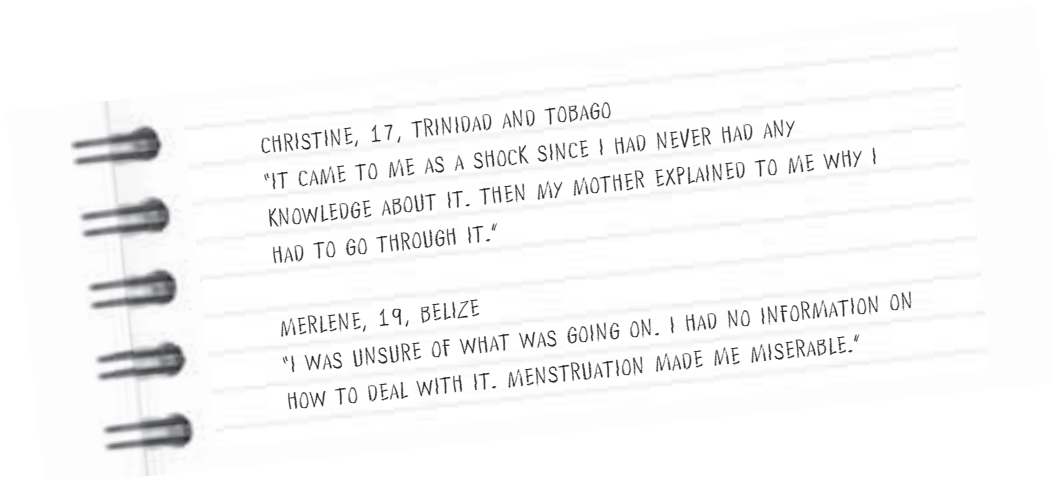 CHRISTINE, 17, TRINIDAD AND TOBAGO
"IT CAME TO ME AS A SHOCK SINCE I HAD NEVER HAD ANY
KNOWLEDGE ABOUT IT. THEN MY MOTHER EXPLAINED TO ME WHY I
HAD TO GO THROUGH IT."
MERLENE, 19, BELIZE
"I WAS UNSURE OF WHAT WAS GOING ON. I HAD NO INFORMATION ON
HOW TO DEAL WITH IT. MENSTRUATION MADE ME MISERABLE."